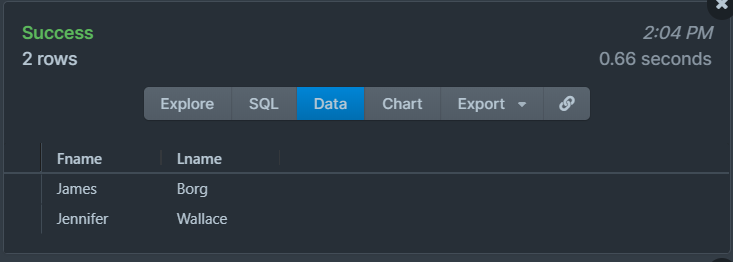 Success 2:04 PM
2 rows 0.66 seconds
Explore SQL Data Chart Export
Fname Lname
James Borg
Jennifer Wallace